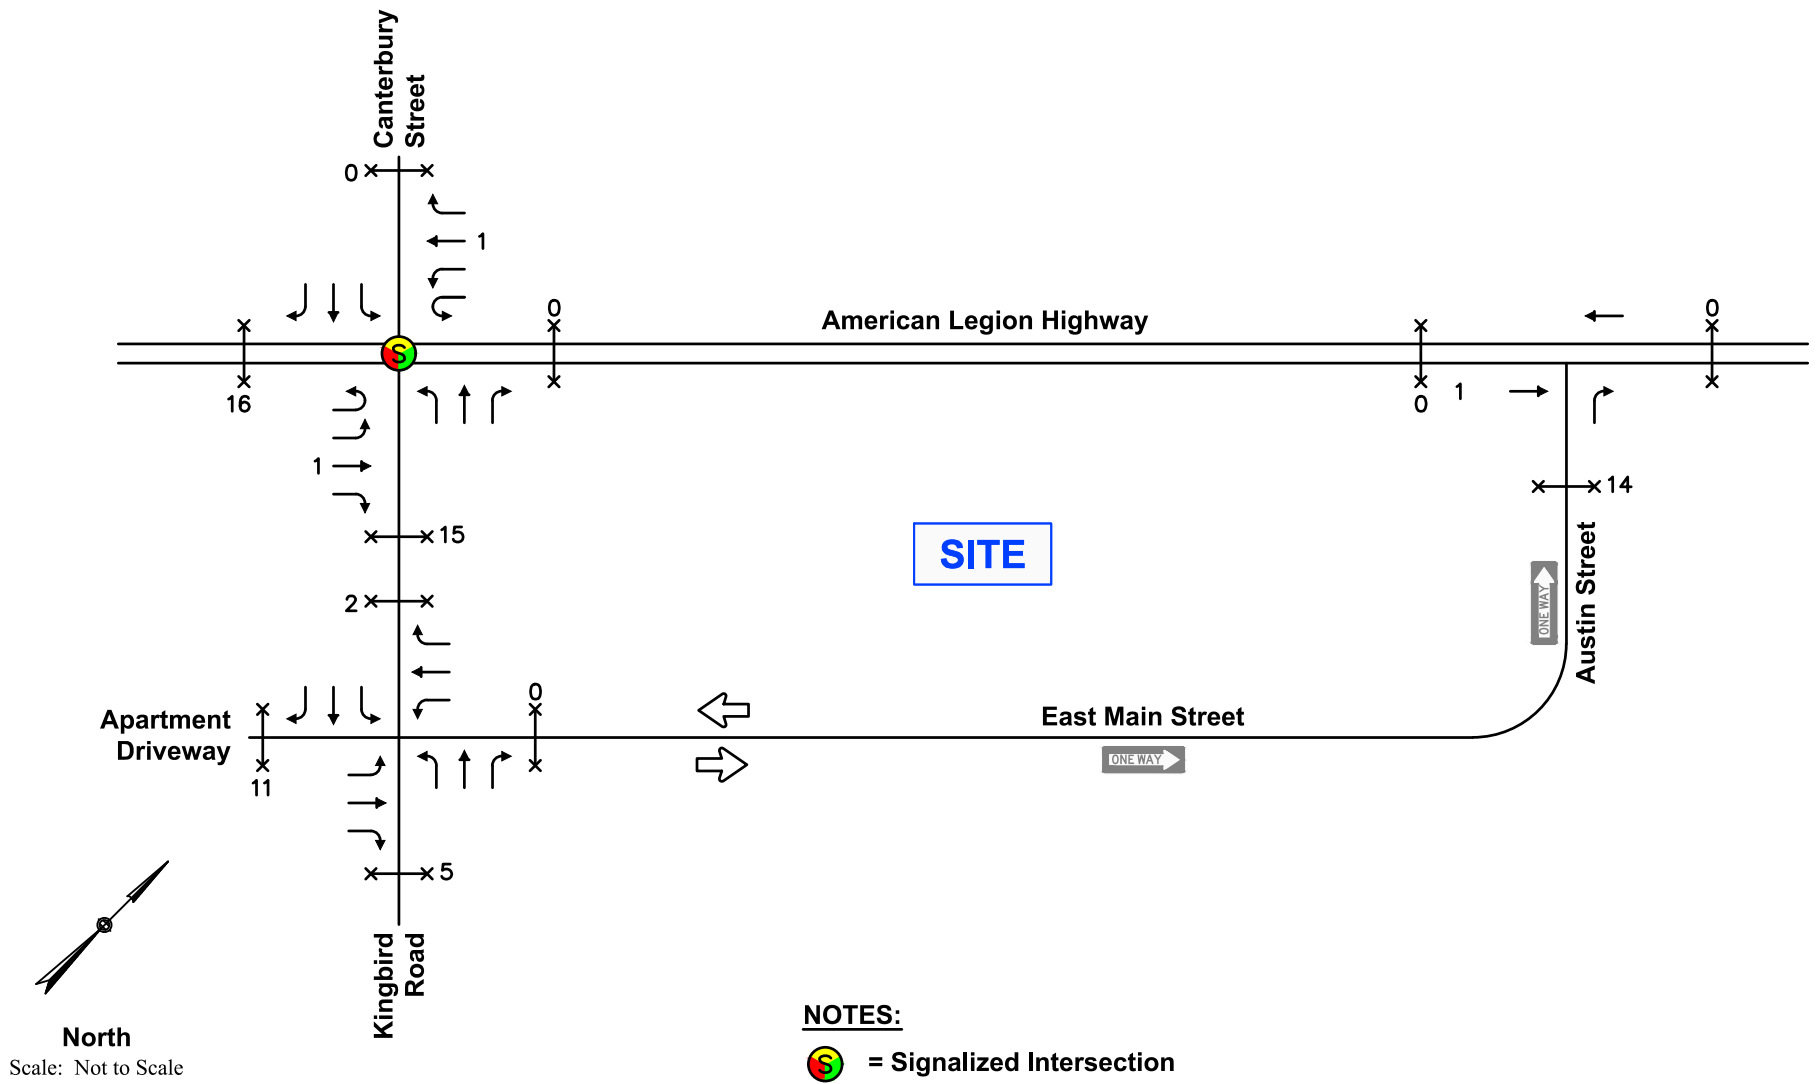 Canterbury
Street
0
1
0
American Legion Highway
0
S
16
1
0
1
14
15
SITE
2
ONE WAY
Austin Street
0
Apartment
Driveway
East Main Street
ONE WAY
11
5
Kingbird
Road
North
Scale: Not to Scale
NOTES:
S = Signalized Intersection